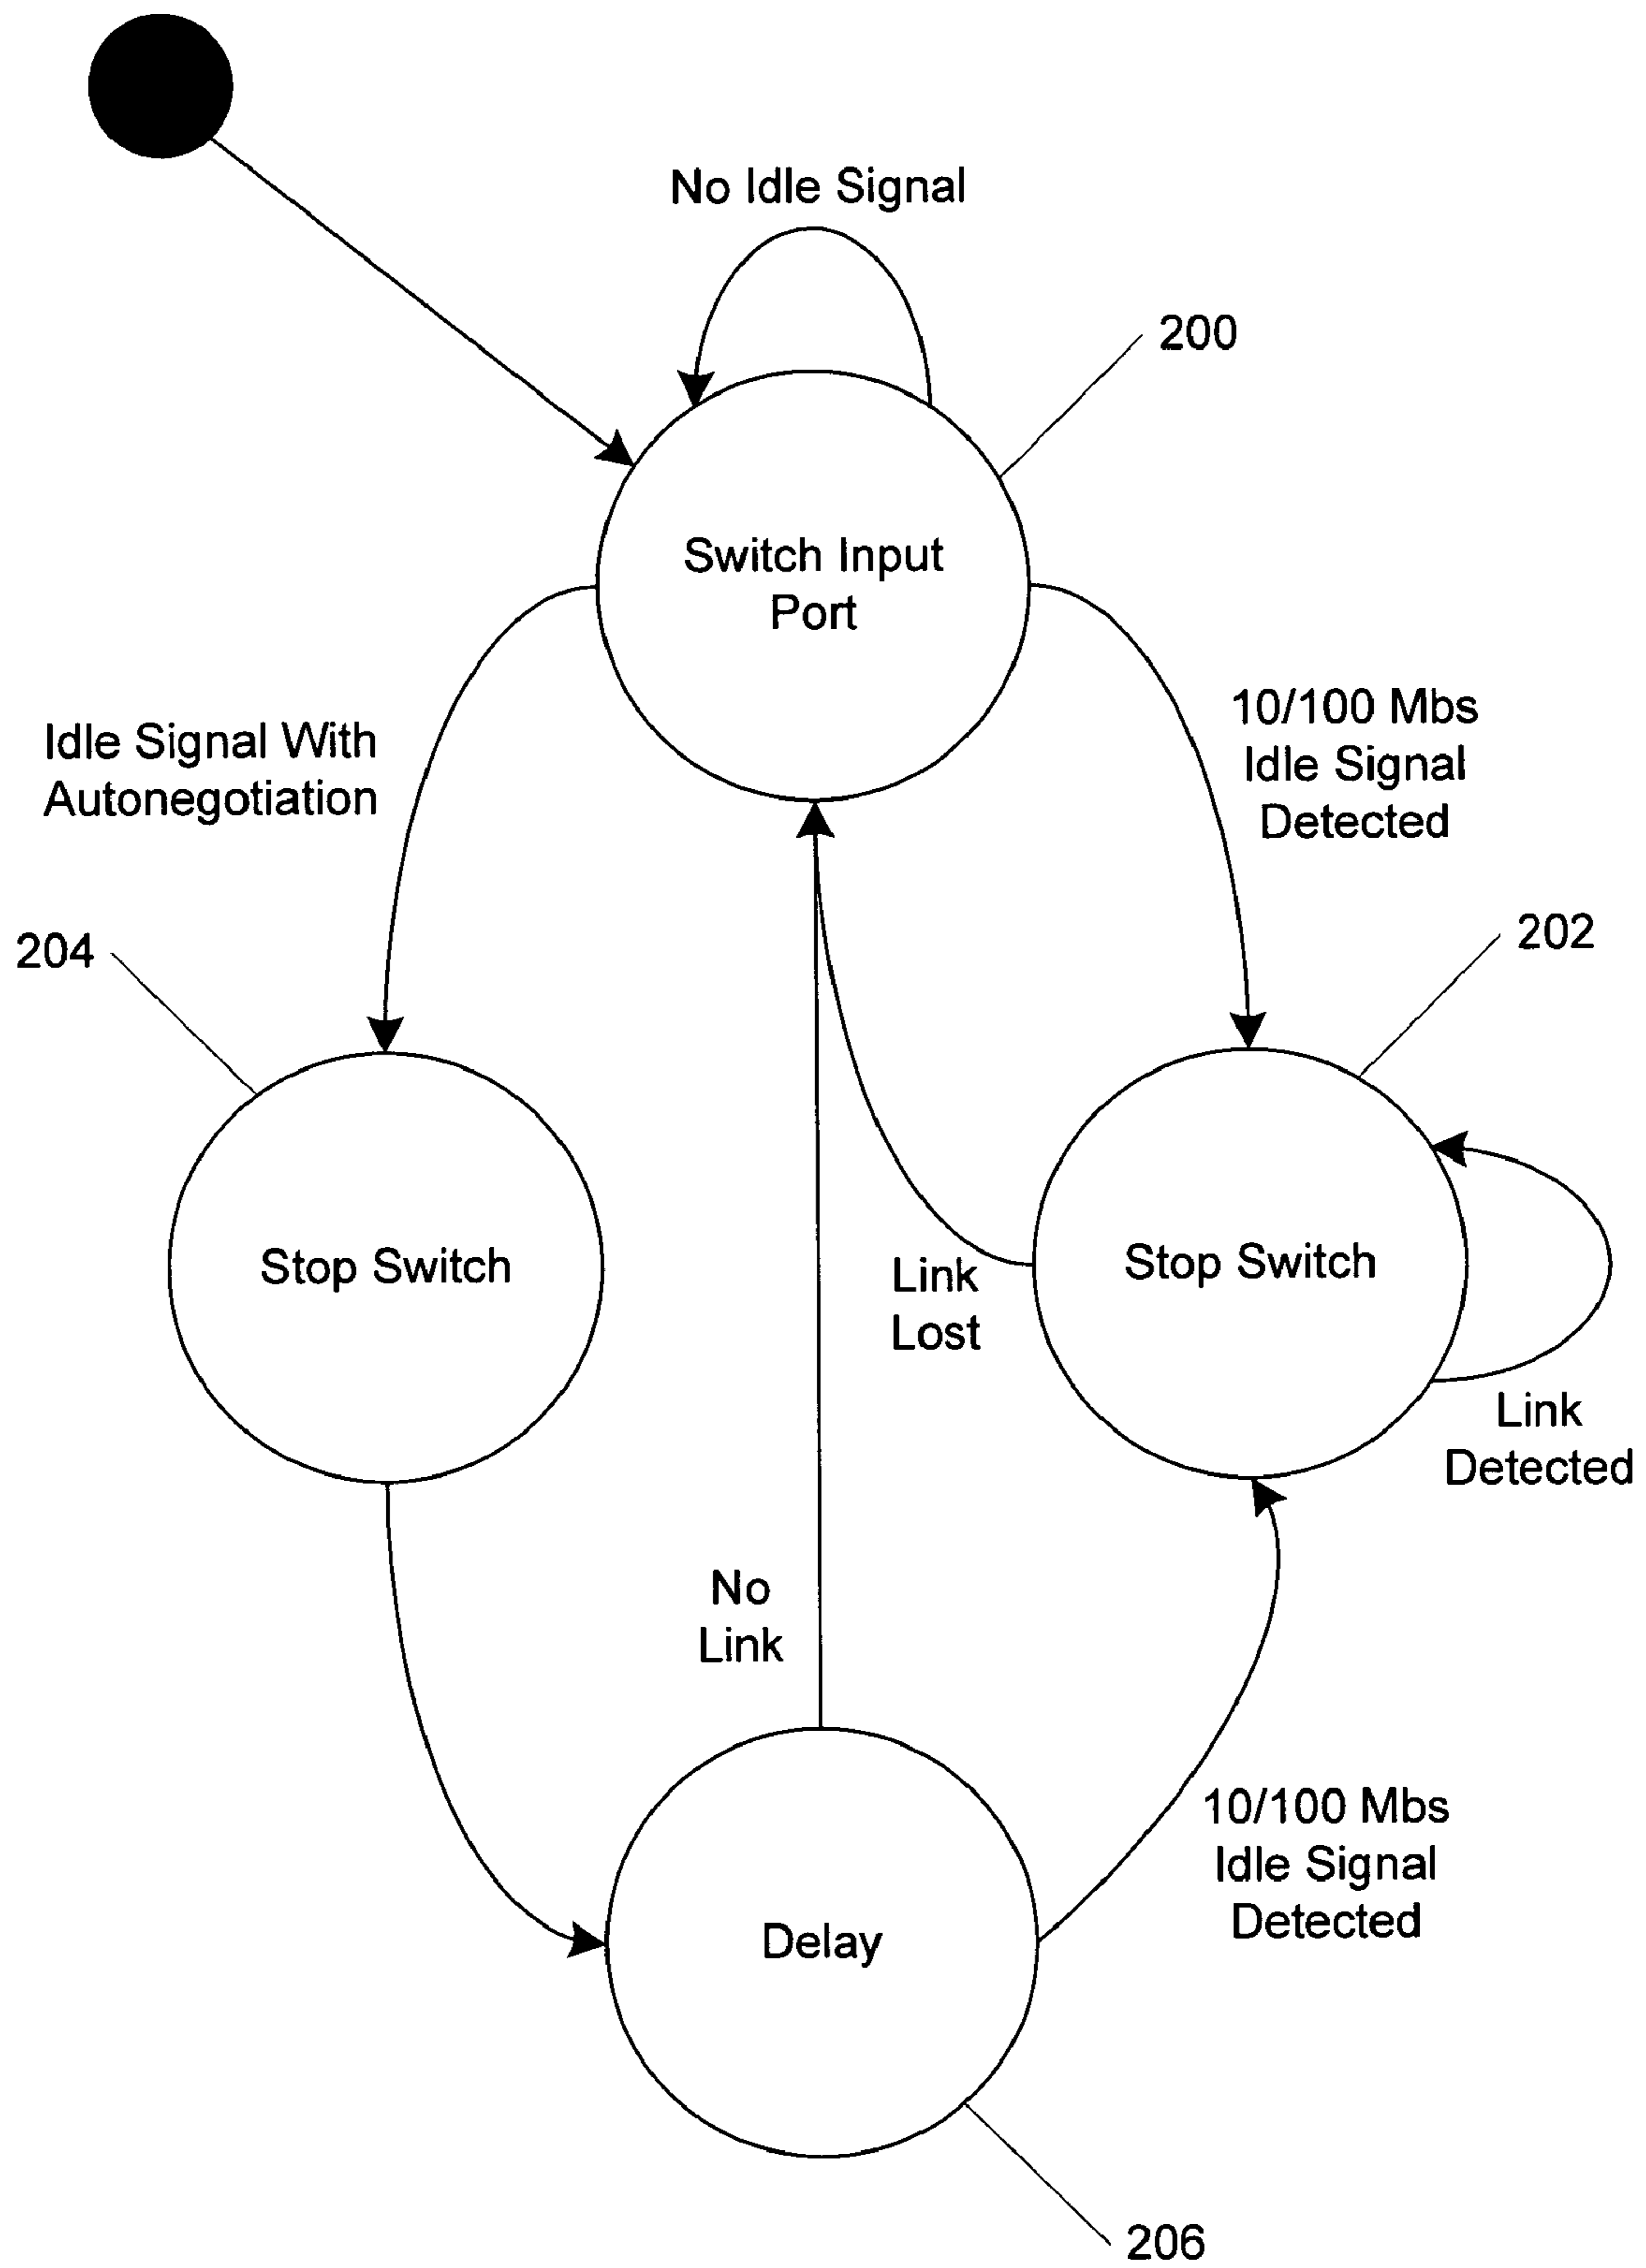 No Idle Signal
200
Switch Input
Port
Idle Signal With
Autonegotiation
10/100 Mbs
Idle Signal
Detected
204
202
Stop Switch
Link
Lost
Stop Switch
Link
Detected
No
Link
10/100 Mbs
Idle Signal
Detected
Delay
206